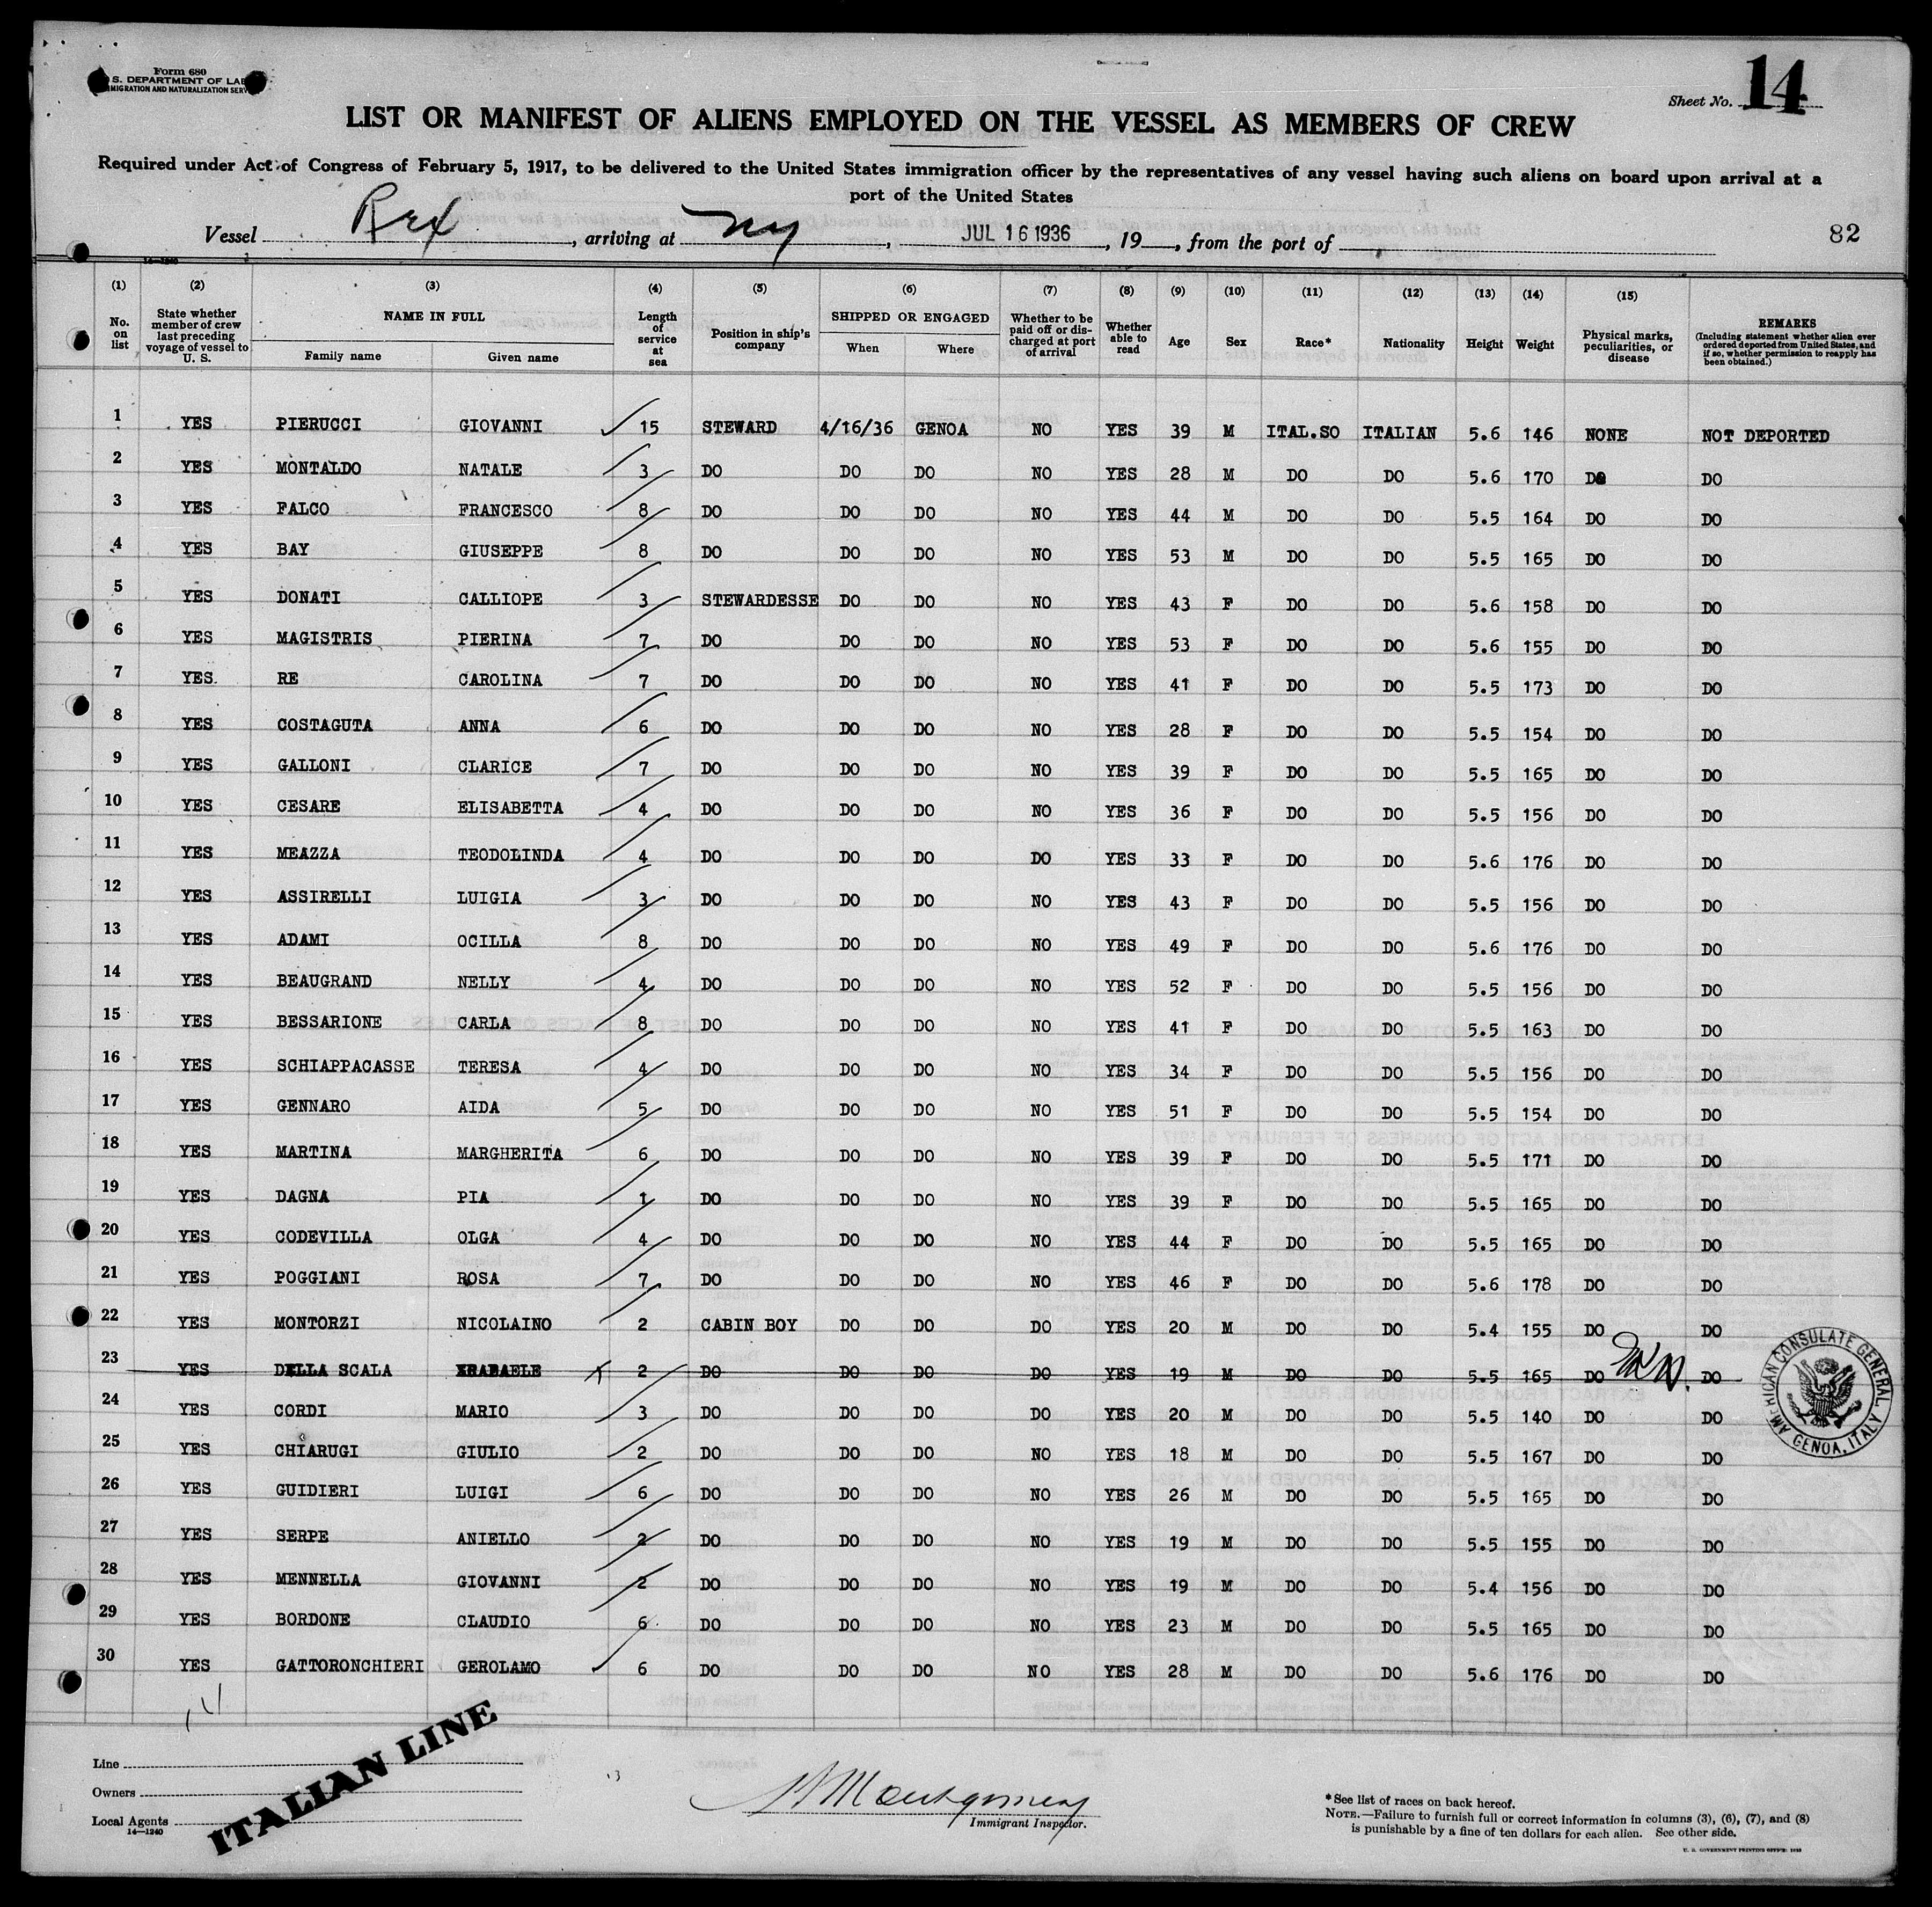 Form 680
S. DEPARTMENT OF LAB
MIGRATION AND NATURALIZATION SERV
Sheet No. 14
LIST OR MANIFEST OF ALIENS EMPLOYED ON THE VESSEL AS MEMBERS OF CREW
Required under Act of Congress of February 5, 1917, to be delivered to the United States immigration officer by the representatives of any vessel having such aliens on board upon arrival at a
port of the United States
Vessel Rex, arriving at NY, JUL 16 1936, 19, from the port of
82
(1) (2) (3) (4) (5) (6) (7) (8) (9) (10) (11) (12) (13) (14) (15)
No. on list State whether member of crew last preceding voyage of vessel to U. S. NAME IN FULL Family name Given name Length of service at sea Position in ship's company SHIPPED OR ENGAGED When Where Whether to be paid off or discharged at port of arrival Whether able to read Age Sex Race* Nationality Height Weight Physical marks, peculiarities, or disease REMARKS (Including statement whether alien ever ordered deported from United States, and if so, whether permission to reapply has been obtained.)
1 YES PIERUCCI GIOVANNI 15 STEWARD 4/16/36 GENOA NO YES 39 M ITAL.SO ITALIAN 5.6 146 NONE NOT DEPORTED
2 YES MONTALDO NATALE 3 DO DO DO NO YES 28 M DO DO 5.6 170 DO DO
3 YES FALCO FRANCESCO 8 DO DO DO NO YES 44 M DO DO 5.5 164 DO DO
4 YES BAY GIUSEPPE 8 DO DO DO NO YES 53 M DO DO 5.5 165 DO DO
5 YES DONATI CALLIOPE 3 STEWARDESSE DO DO NO YES 43 F DO DO 5.6 158 DO DO
6 YES MAGISTRIS PIERINA 7 DO DO DO NO YES 53 F DO DO 5.6 155 DO DO
7 YES. RE CAROLINA 7 DO DO DO NO YES 41 F DO DO 5.5 173 DO DO
8 YES COSTAGUTA ANNA 6 DO DO DO NO YES 28 F DO DO 5.5 154 DO DO
9 YES GALLONI CLARICE 7 DO DO DO NO YES 39 F DO DO 5.5 165 DO DO
10 YES CESARE ELISABETTA 4 DO DO DO NO YES 36 F DO DO 5.5 156 DO DO
11 YES MEAZZA TEODOLINDA 4 DO DO DO DO YES 33 F DO DO 5.6 176 DO DO
12 YES ASSIRELLI LUIGIA 3 DO DO DO NO YES 43 F DO DO 5.5 156 DO DO
13 YES ADAMI OCILLA 8 DO DO DO NO YES 49 F DO DO 5.6 176 DO DO
14 YES BEAUGRAND NELLY 4 DO DO DO NO YES 52 F DO DO 5.5 156 DO DO
15 YES BESSARIONE CARLA 8 DO DO DO NO YES 41 F DO DO 5.5 163 DO DO
16 YES SCHIAPPACASSE TERESA 4 DO DO DO NO YES 34 F DO DO 5.5 156 DO DO
17 YES GENNARO AIDA 5 DO DO DO NO YES 51 F DO DO 5.5 154 DO DO
18 YES MARTINA MARGHERITA 6 DO DO DO NO YES 39 F DO DO 5.5 171 DO DO
19 YES DAGNA PIA 1 DO DO DO NO YES 39 F DO DO 5.5 165 DO DO
20 YES CODEVILLA OLGA 4 DO DO DO NO YES 44 F DO DO 5.5 165 DO DO
21 YES POGGIANI ROSA 7 DO DO DO NO YES 46 F DO DO 5.6 178 DO DO
22 YES MONTORZI NICOLAINO 2 CABIN BOY DO DO DO YES 20 M DO DO 5.4 155 DO DO
23 YES DELLA SCALA 2 DO DO DO DO YES 19 M DO DO 5.5 165 DO DO
24 YES CORDI MARIO 3 DO DO DO DO YES 20 M DO DO 5.5 140 DO DO
25 YES CHIARUGI GIULIO 2 DO DO DO NO YES 18 M DO DO 5.5 167 DO DO
26 YES GUIDIERI LUIGI 6 DO DO DO NO YES 26 M DO DO 5.5 165 DO DO
27 YES SERPE ANIELLO 2 DO DO DO NO YES 19 M DO DO 5.5 155 DO DO
28 YES MENNELLA GIOVANNI 2 DO DO DO NO YES 19 M DO DO 5.4 156 DO DO
29 YES BORDONE CLAUDIO 6 DO DO DO NO YES 23 M DO DO 5.5 165 DO DO
30 YES GATTORONCHIERI GEROLAMO 6 DO DO DO NO YES 28 M DO DO 5.6 176 DO DO
AMERICAN CONSULATE GENERAL
GENOA, ITALY
Line
Owners
Local Agents
14—1240
ITALIAN LINE
Montgomery
Immigrant Inspector.
*See list of races on back hereof.
NOTE.—Failure to furnish full or correct information in columns (3), (6), (7), and (8)
is punishable by a fine of ten dollars for each alien. See other side.